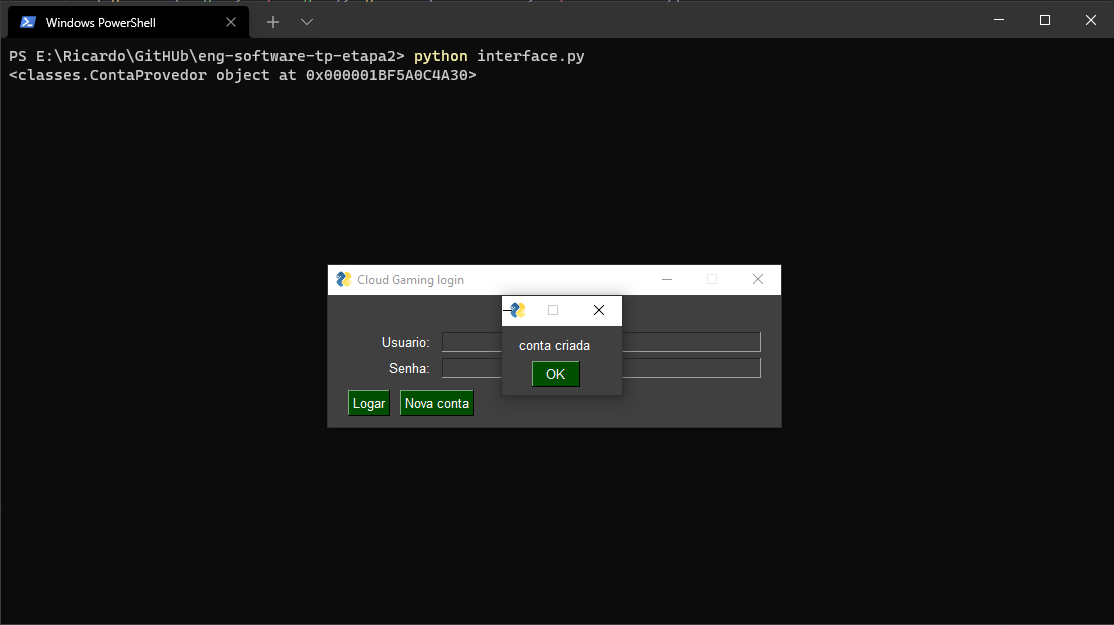 Windows PowerShell
PS E:\Ricardo\GitHUb\eng-software-tp-etapa2> python interface.py
<classes.ContaProvedor object at 0x000001BF5A0C4A30>
Cloud Gaming login
Usuario:
Senha:
Logar Nova conta
conta criada
OK